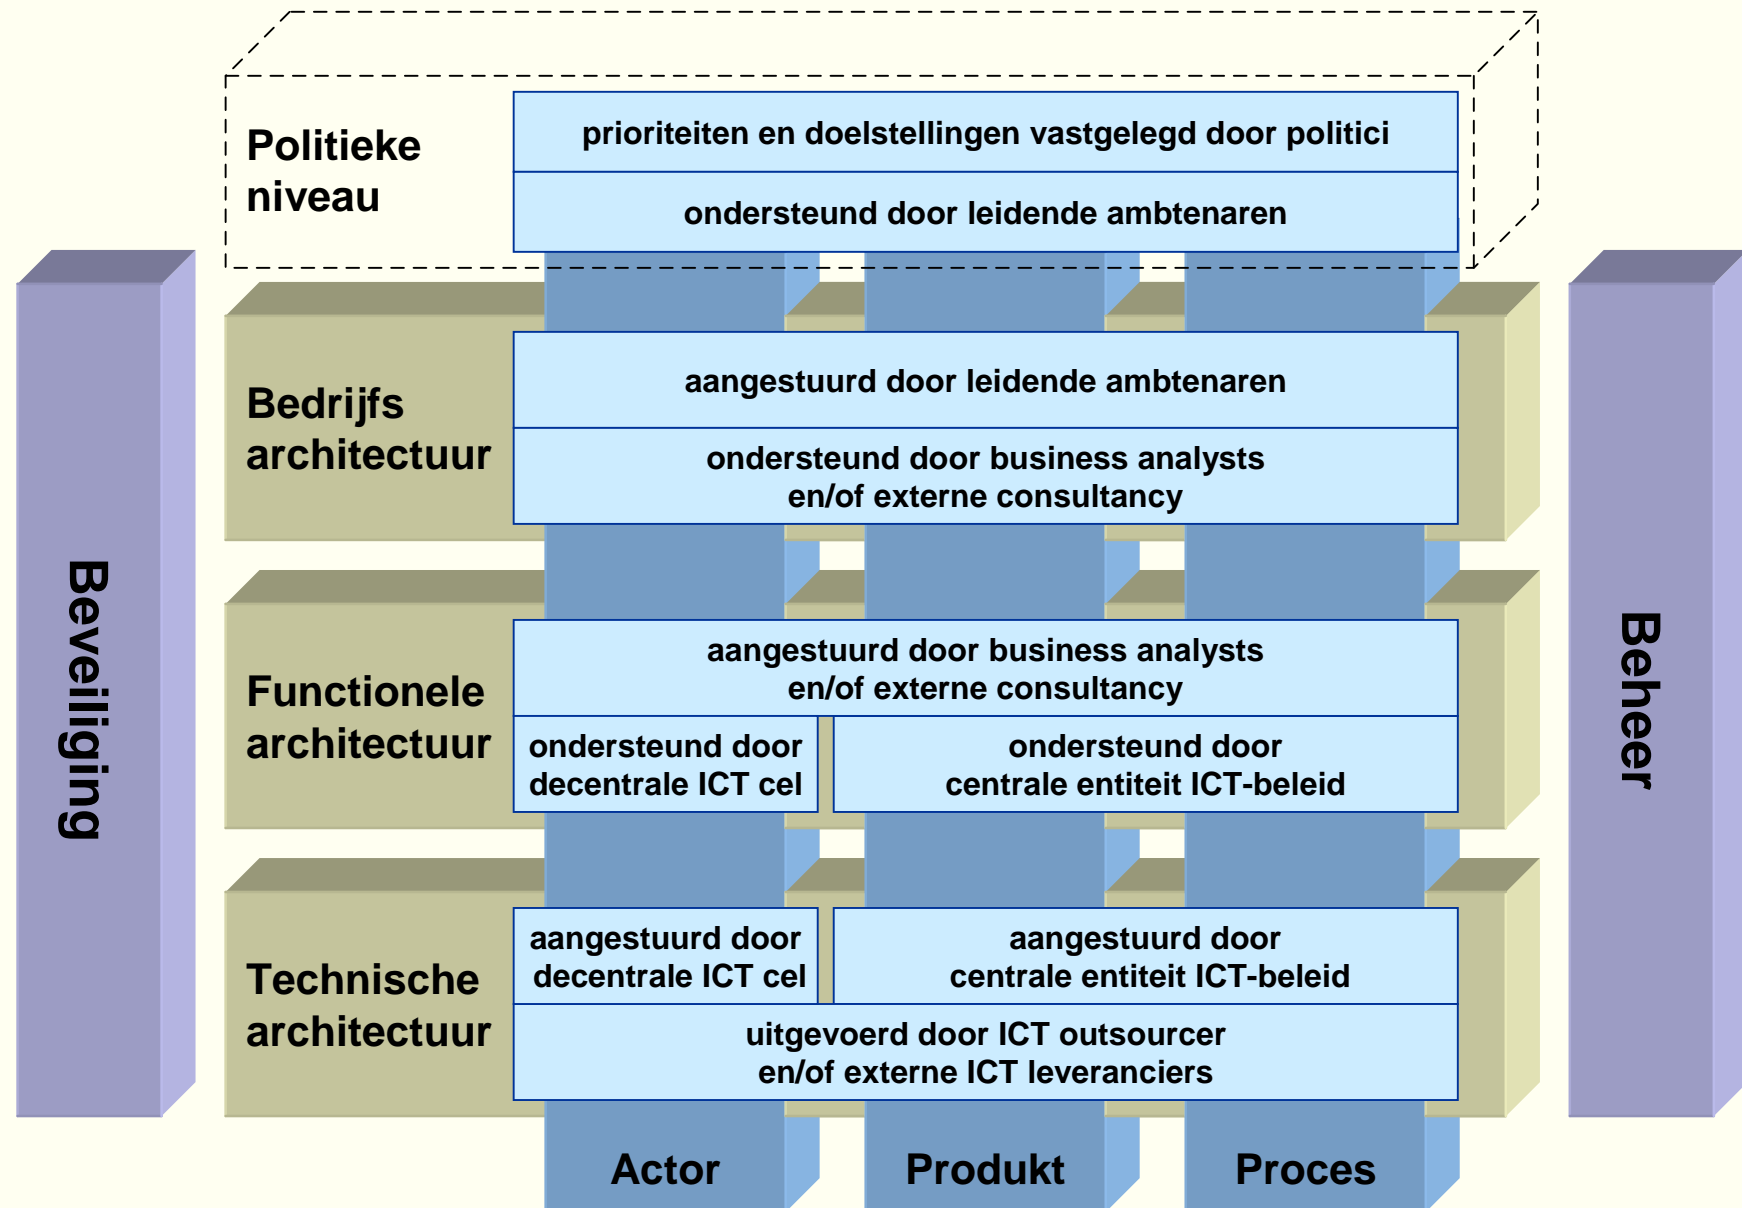 Politieke
niveau
prioriteiten en doelstellingen vastgelegd door politici
ondersteund door leidende ambtenaren
Bedrijfs
architectuur
aangestuurd door leidende ambtenaren
ondersteund door business analysts
en/of externe consultancy
Functionele
architectuur
aangestuurd door business analysts
en/of externe consultancy
ondersteund door
decentrale ICT cel
ondersteund door
centrale entiteit ICT-beleid
Technische
architectuur
aangestuurd door
decentrale ICT cel
aangestuurd door
centrale entiteit ICT-beleid
uitgevoerd door ICT outsourcer
en/of externe ICT leveranciers
Actor
Produkt
Proces
Beveiliging
Beheer